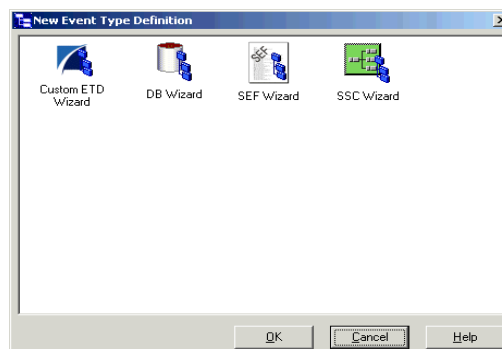 New Event Type Definition
SEF
Custom ETD
Wizard
DB Wizard
SEF Wizard
SSC Wizard
OK
Cancel
Help